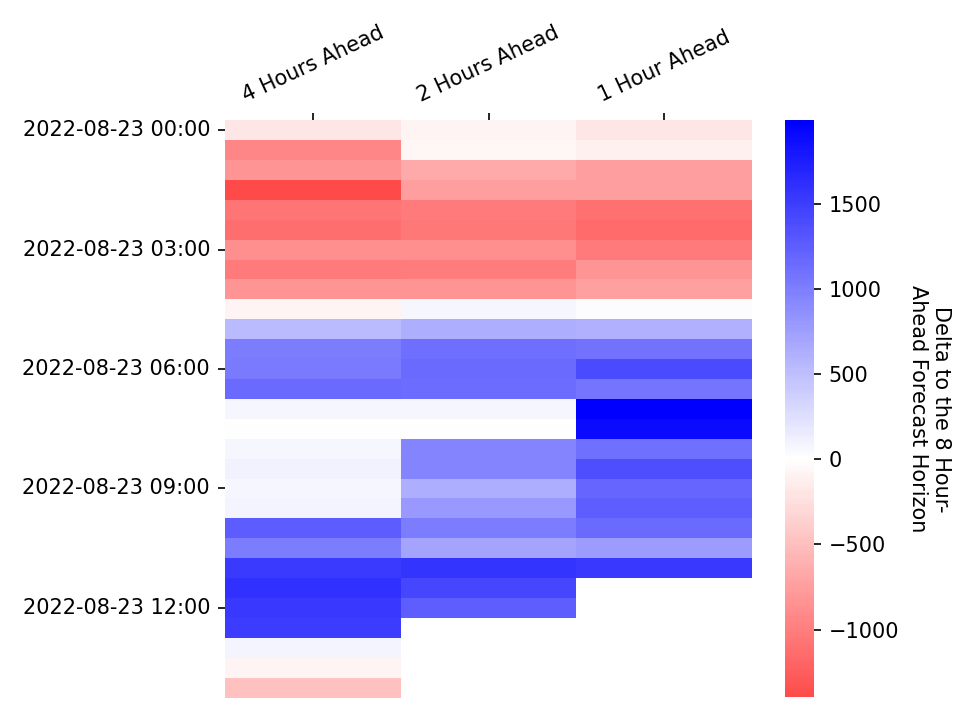 4 Hours Ahead
2 Hours Ahead
1 Hour Ahead
2022-08-23 00:00
2022-08-23 03:00
2022-08-23 06:00
2022-08-23 09:00
2022-08-23 12:00
1500
1000
500
0
−500
−1000
Delta to the 8 Hour-
Ahead Forecast Horizon